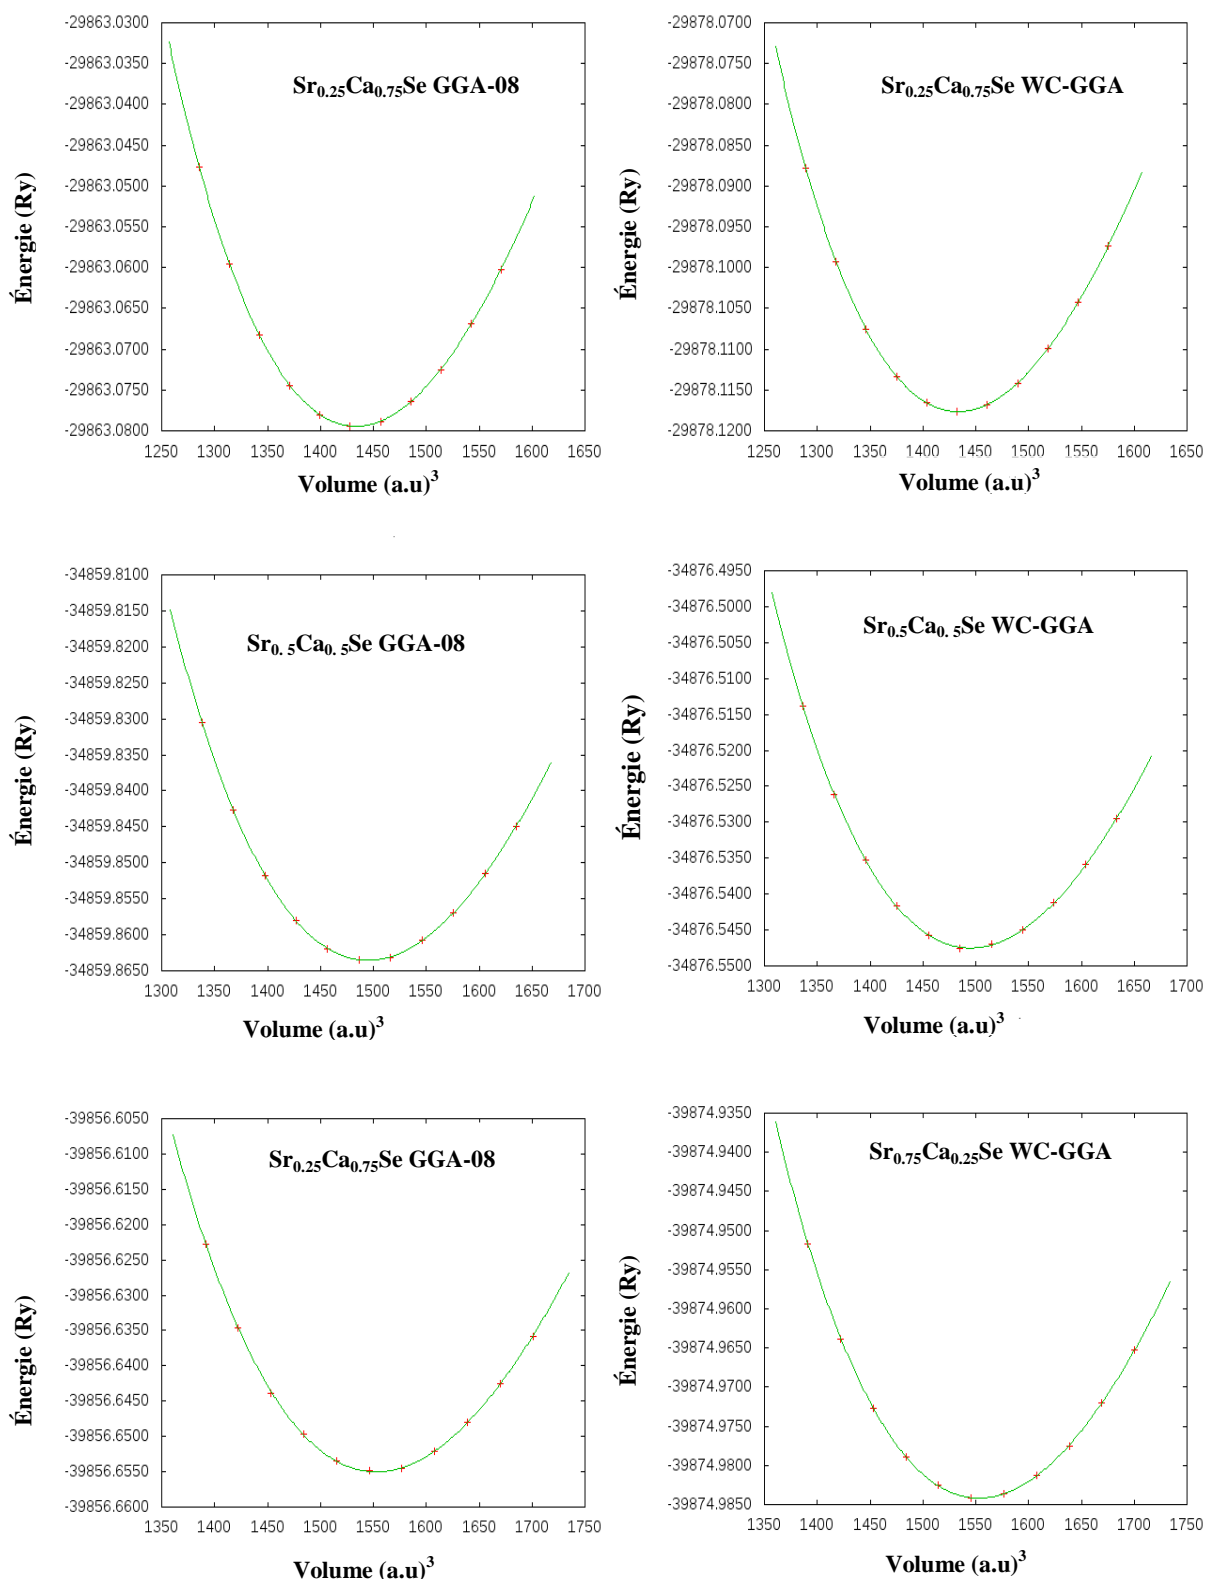 -29863.0300
-29863.0350
-29863.0400
-29863.0450
-29863.0500
-29863.0550
-29863.0600
-29863.0650
-29863.0700
-29863.0750
-29863.0800
1250 1300 1350 1400 1450 1500 1550 1600 1650
Énergie (Ry)
Volume (a.u)³
Sr₀.₂₅Ca₀.₇₅Se GGA-08
-29878.0700
-29878.0750
-29878.0800
-29878.0850
-29878.0900
-29878.0950
-29878.1000
-29878.1050
-29878.1100
-29878.1150
-29878.1200
1250 1300 1350 1400 1450 1500 1550 1600 1650
Énergie (Ry)
Volume (a.u)³
Sr₀.₂₅Ca₀.₇₅Se WC-GGA
-34859.8100
-34859.8150
-34859.8200
-34859.8250
-34859.8300
-34859.8350
-34859.8400
-34859.8450
-34859.8500
-34859.8550
-34859.8600
-34859.8650
1300 1350 1400 1450 1500 1550 1600 1650 1700
Énergie (Ry)
Volume (a.u)³
Sr₀. ₅Ca₀. ₅Se GGA-08
-34876.4950
-34876.5000
-34876.5050
-34876.5100
-34876.5150
-34876.5200
-34876.5250
-34876.5300
-34876.5350
-34876.5400
-34876.5450
-34876.5500
1300 1350 1400 1450 1500 1550 1600 1650 1700
Énergie (Ry)
Volume (a.u)³
Sr₀.₅Ca₀. ₅Se WC-GGA
-39856.6050
-39856.6100
-39856.6150
-39856.6200
-39856.6250
-39856.6300
-39856.6350
-39856.6400
-39856.6450
-39856.6500
-39856.6550
-39856.6600
1350 1400 1450 1500 1550 1600 1650 1700 1750
Énergie (Ry)
Volume (a.u)³
Sr₀.₂₅Ca₀.₇₅Se GGA-08
-39874.9350
-39874.9400
-39874.9450
-39874.9500
-39874.9550
-39874.9600
-39874.9650
-39874.9700
-39874.9750
-39874.9800
-39874.9850
1350 1400 1450 1500 1550 1600 1650 1700 1750
Énergie (Ry)
Volume (a.u)³
Sr₀.₇₅Ca₀.₂₅Se WC-GGA